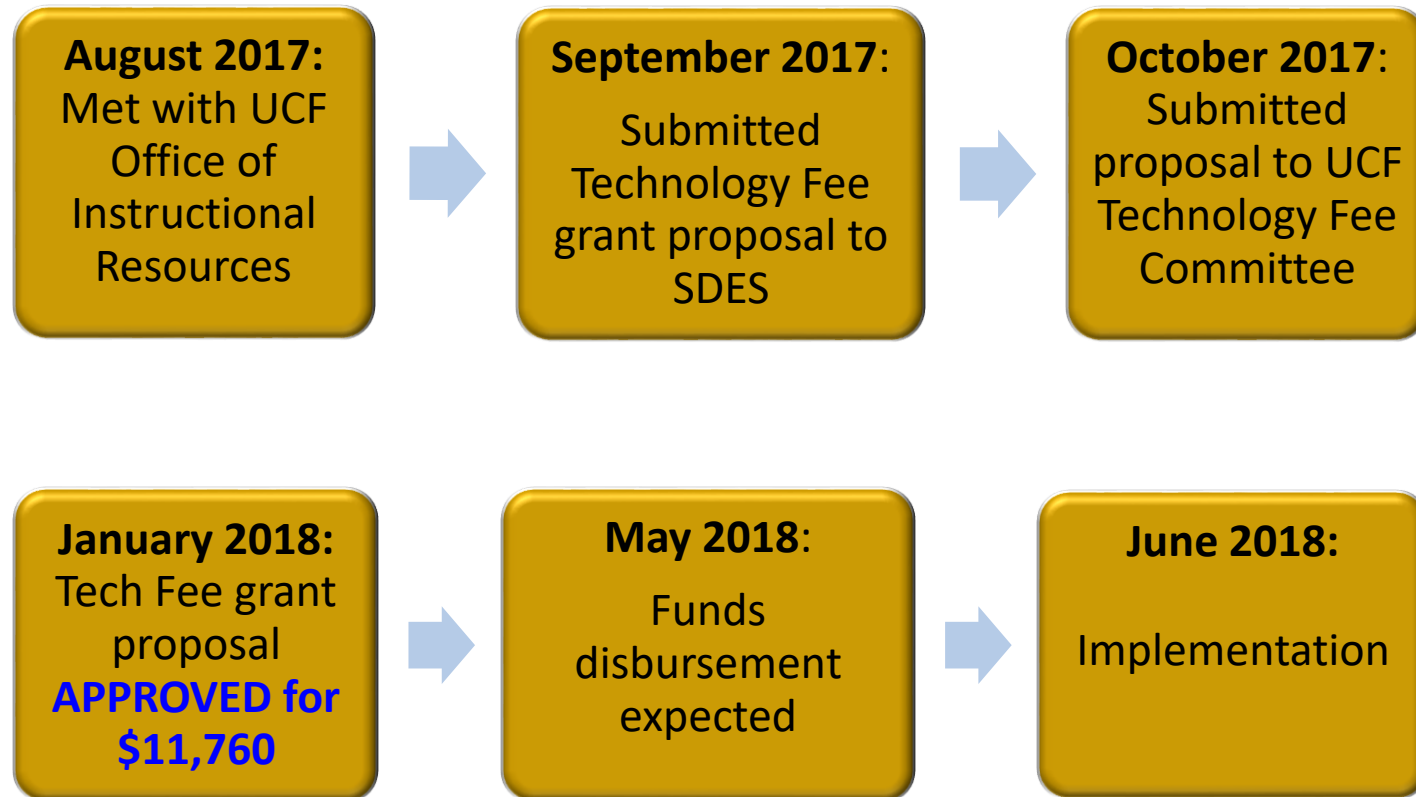 August 2017:
Met with UCF
Office of
Instructional
Resources
September 2017:
Submitted
Technology Fee
grant proposal to
SDES
October 2017:
Submitted
proposal to UCF
Technology Fee
Committee
January 2018:
Tech Fee grant
proposal
APPROVED for
$11,760
May 2018:
Funds
disbursement
expected
June 2018:
Implementation